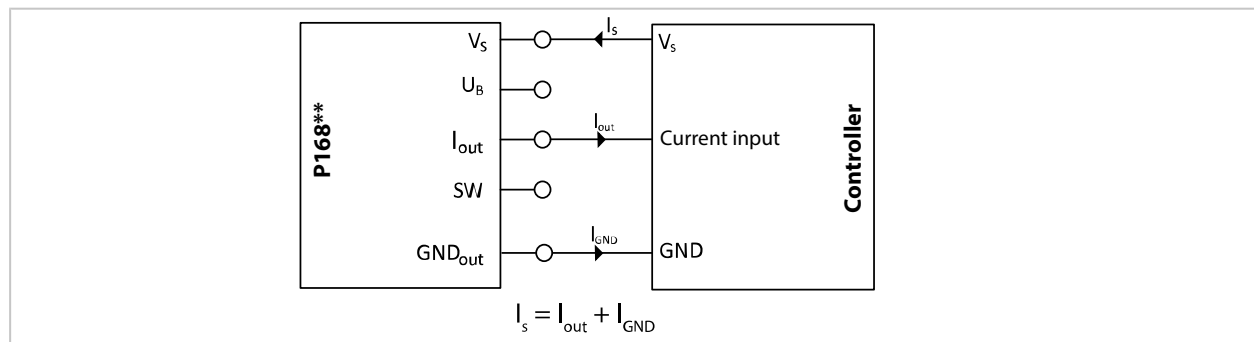 I_s
V_s V_s
U_B
I_out
I_out Current input
SW
I_GND
GND_out GND
P168**
Controller
I_s = I_out + I_GND